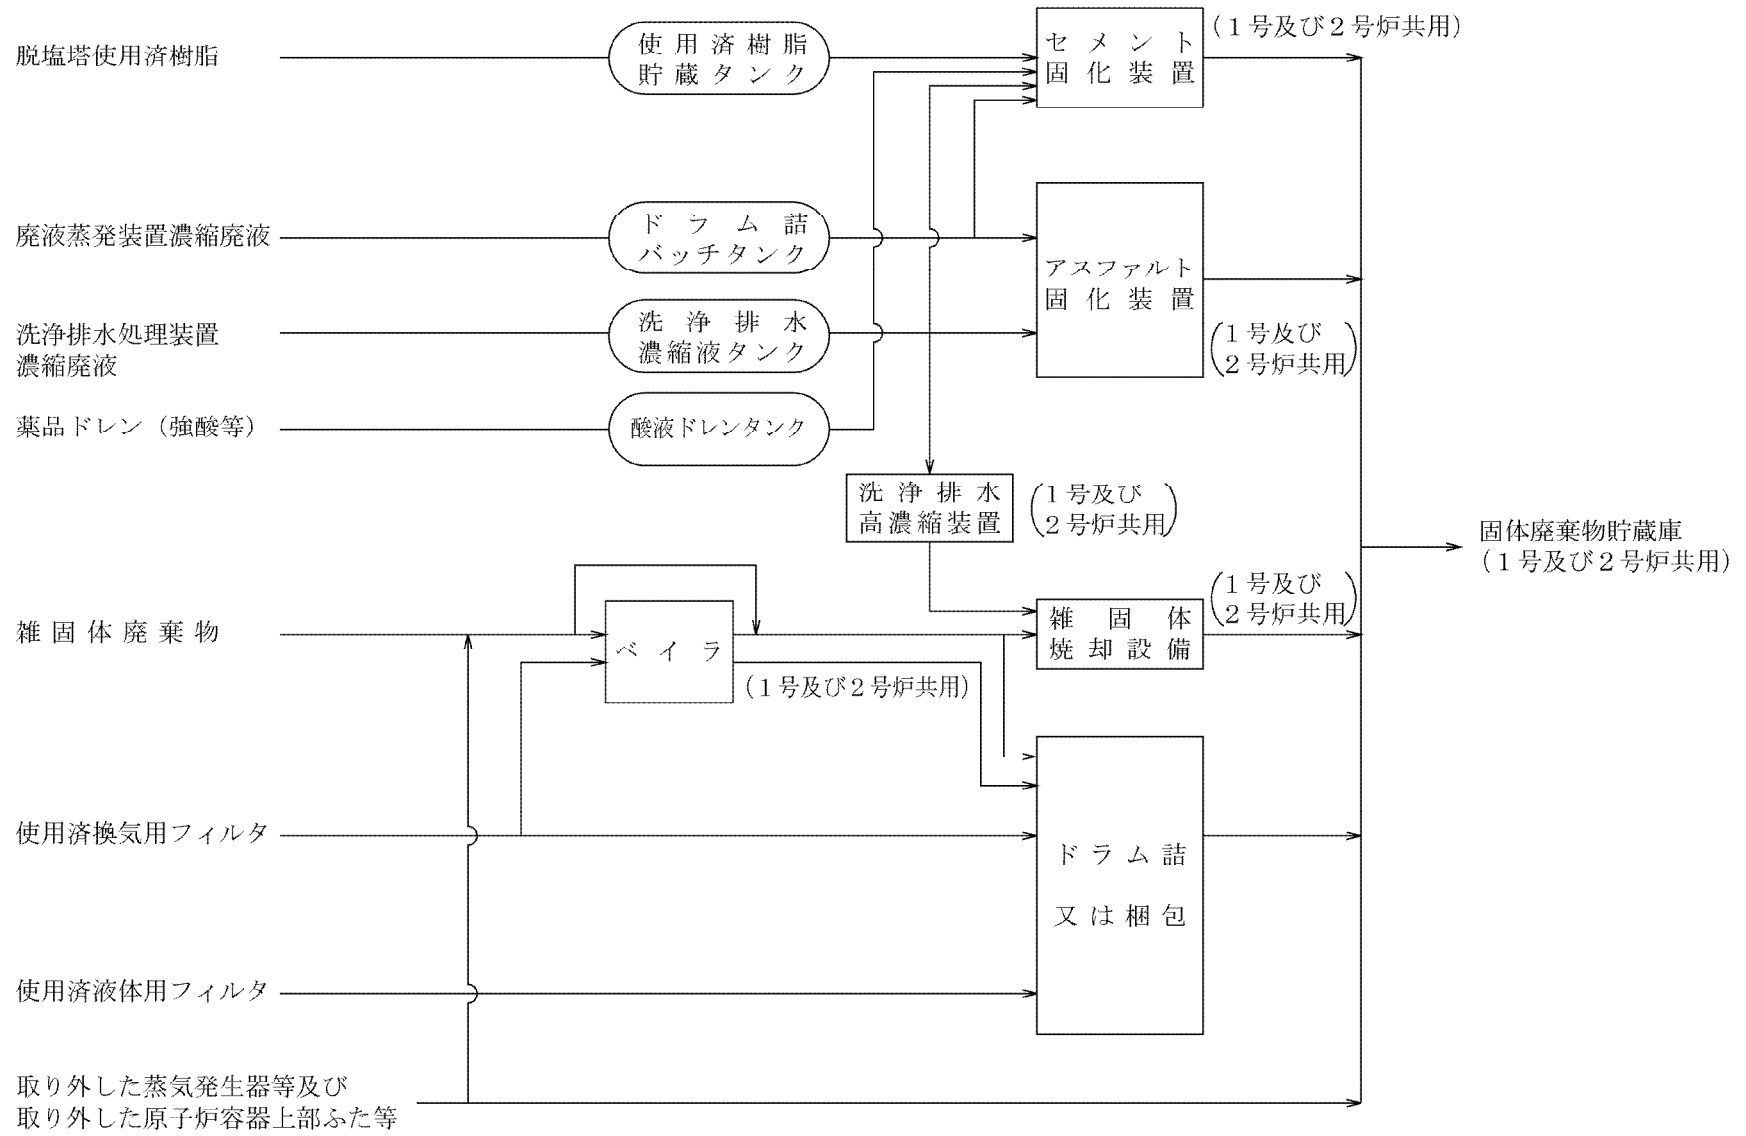 脱塩塔使用済樹脂
使用済樹脂
貯蔵タンク
セメント
固化装置
(1号及び2号炉共用)
廃液蒸発装置濃縮廃液
ドラム詰
バッチタンク
アスファルト
固化装置
(1号及び
2号炉共用)
洗浄排水処理装置
濃縮廃液
洗浄排水
濃縮液タンク
薬品ドレン(強酸等)
酸液ドレンタンク
洗浄排水
高濃縮装置
(1号及び
2号炉共用)
固体廃棄物貯蔵庫
(1号及び2号炉共用)
雑固体廃棄物
ベイラ
(1号及び2号炉共用)
雑固体
焼却設備
(1号及び
2号炉共用)
使用済換気用フィルタ
ドラム詰
又は梱包
使用済液体用フィルタ
取り外した蒸気発生器等及び
取り外した原子炉容器上部ふた等